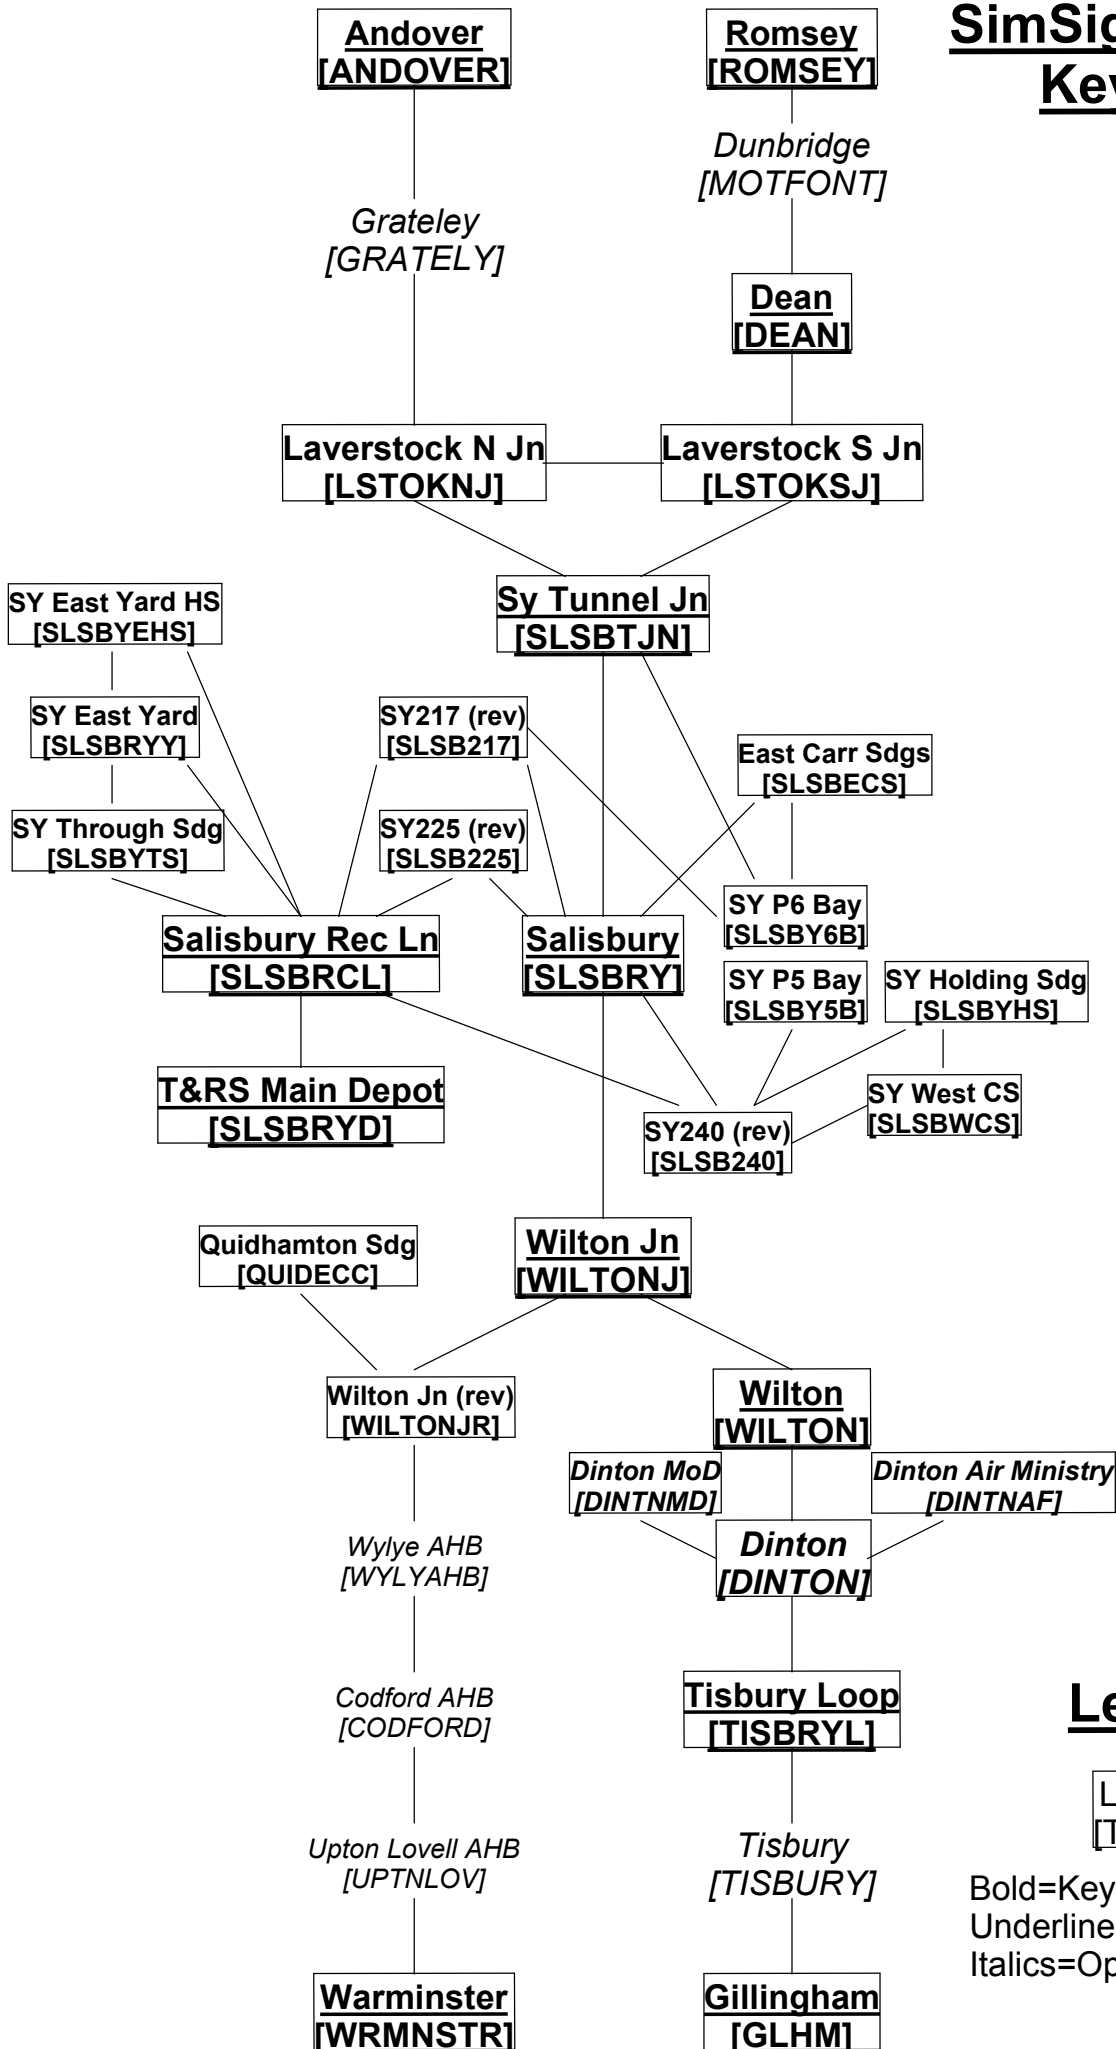 Andover
[ANDOVER]
Romsey
[ROMSEY]
Dunbridge
[MOTFONT]
Grateley
[GRATELY]
Dean
[DEAN]
Laverstock N Jn
[LSTOKNJ]
Laverstock S Jn
[LSTOKSJ]
SY East Yard HS
[SLSBYEHS]
Sy Tunnel Jn
[SLSBTJN]
SY East Yard
[SLSBRYY]
SY217 (rev)
[SLSB217]
East Carr Sdgs
[SLSBECS]
SY Through Sdg
[SLSBYTS]
SY225 (rev)
[SLSB225]
SY P6 Bay
[SLSBY6B]
Salisbury Rec Ln
[SLSBRCL]
Salisbury
[SLSBRY]
SY P5 Bay
[SLSBY5B]
SY Holding Sdg
[SLSBYHS]
T&RS Main Depot
[SLSBRYD]
SY West CS
[SLSBWCS]
SY240 (rev)
[SLSB240]
Quidhamton Sdg
[QUIDECC]
Wilton Jn
[WILTONJ]
Wilton Jn (rev)
[WILTONJR]
Wilton
[WILTON]
Dinton MoD
[DINTNMD]
Dinton Air Ministry
[DINTNAF]
Wylye AHB
[WYLYAHB]
Dinton
[DINTON]
Codford AHB
[CODFORD]
Tisbury Loop
[TISBRYL]
Upton Lovell AHB
[UPTNLOV]
Tisbury
[TISBURY]
Bold=Key
Underline
Italics=
Warminster
[WRMNSTR]
Gillingham
[GLHM]